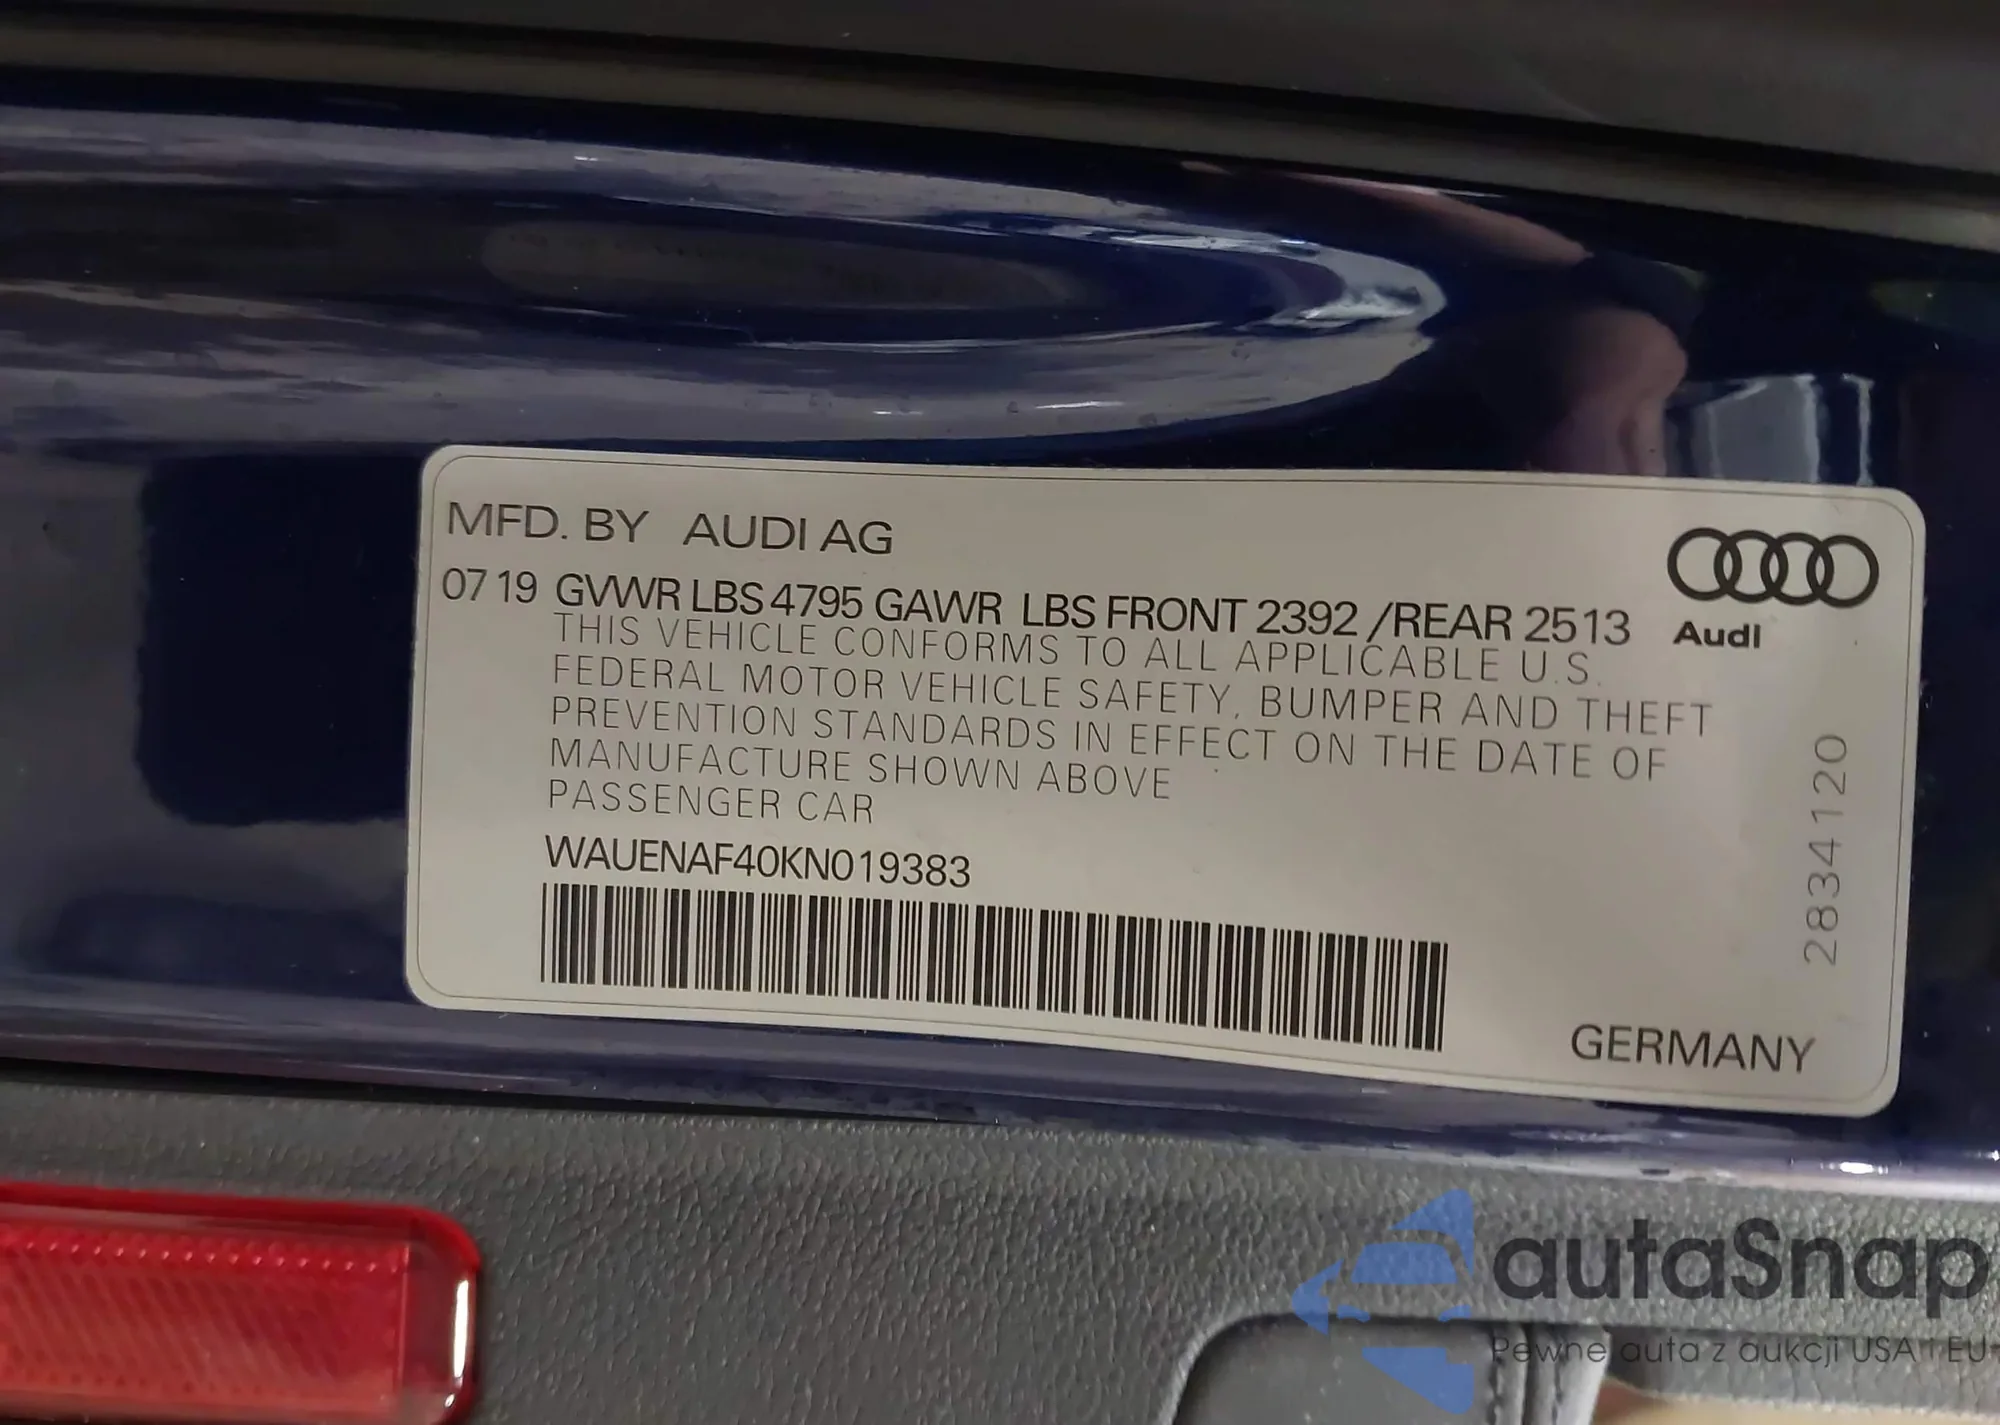 MFD. BY AUDI AG
07 19 GVWR LBS 4795 GAWR LBS FRONT 2392 /REAR 2513
Audi
THIS VEHICLE CONFORMS TO ALL APPLICABLE U.S.
FEDERAL MOTOR VEHICLE SAFETY, BUMPER AND THEFT
PREVENTION STANDARDS IN EFFECT ON THE DATE OF
MANUFACTURE SHOWN ABOVE
PASSENGER CAR
WAUENAF40KN019383
2834120
GERMANY
autaSnap
Pewne auta z aukcji USA i EU